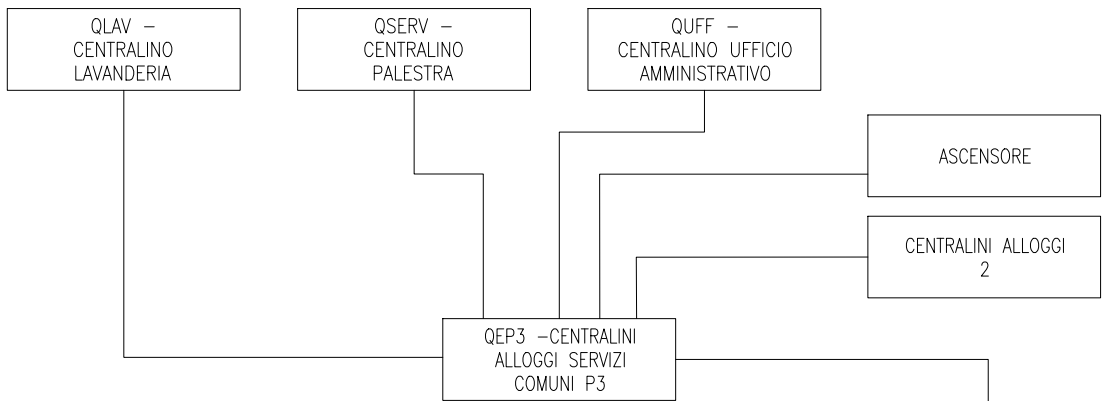 QLAV –
CENTRALINO
LAVANDERIA
QSERV –
CENTRALINO
PALESTRA
QUFF –
CENTRALINO UFFICIO
AMMINISTRATIVO
ASCENSORE
CENTRALINI ALLOGGI
2
QEP3 –CENTRALINI
ALLOGGI SERVIZI
COMUNI P3